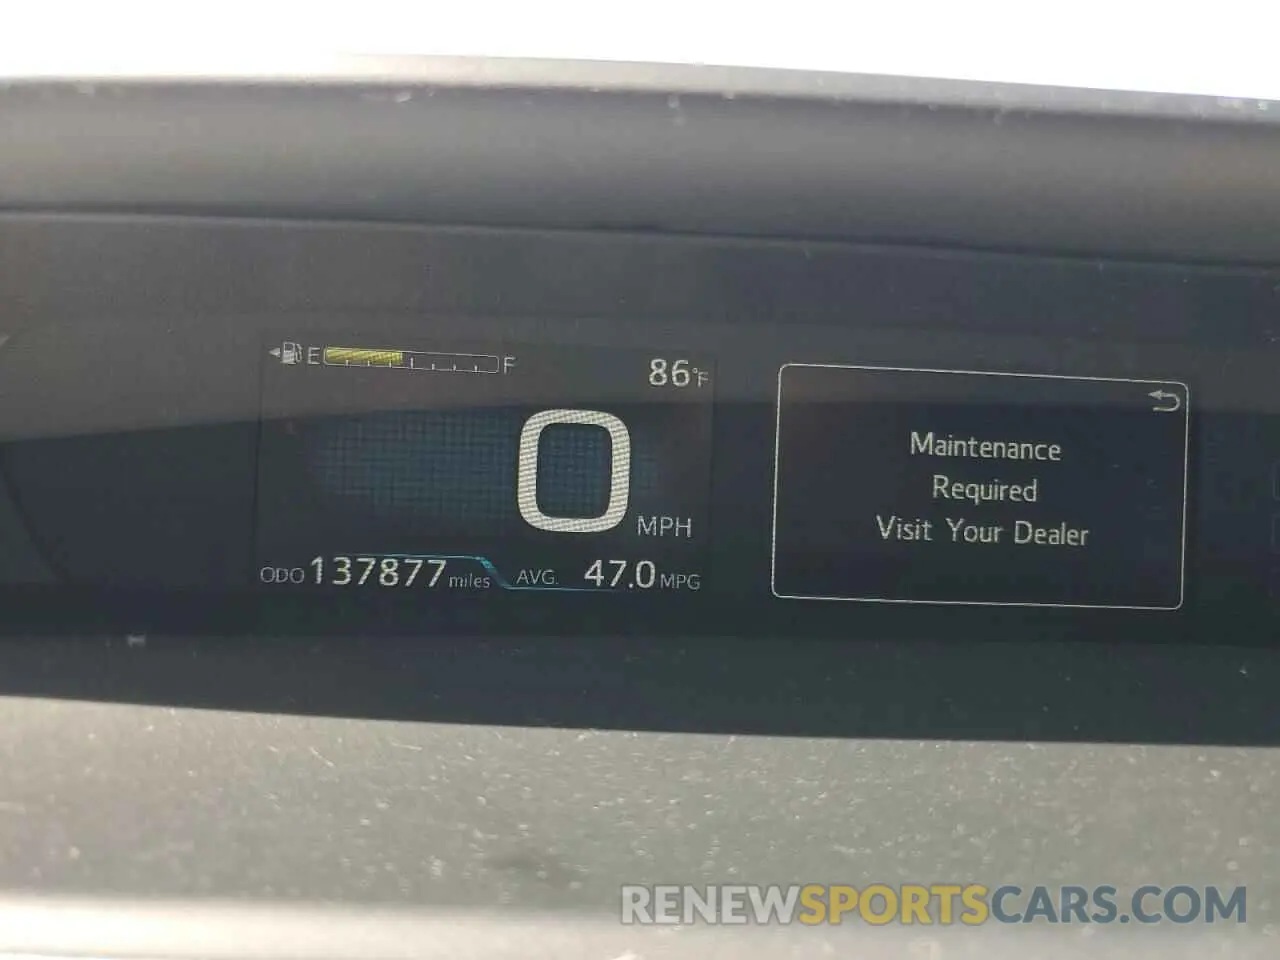 E F
86°F
0 MPH
ODO 137877 miles AVG. 47.0 MPG
Maintenance
Required
Visit Your Dealer
RENEWSPORTSCARS.COM